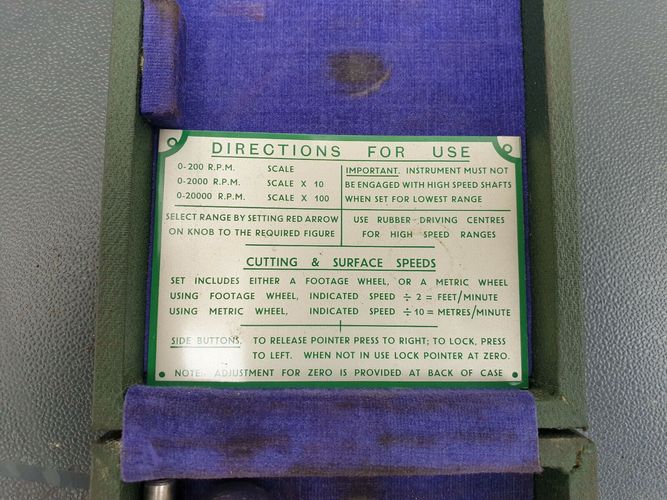 DIRECTIONS FOR USE
0-200 R.P.M. SCALE
0-2000 R.P.M. SCALE X 10
0-20000 R.P.M. SCALE X 100
IMPORTANT. INSTRUMENT MUST NOT
BE ENGAGED WITH HIGH SPEED SHAFTS
WHEN SET FOR LOWEST RANGE
SELECT RANGE BY SETTING RED ARROW
ON KNOB TO THE REQUIRED FIGURE
USE RUBBER DRIVING CENTRES
FOR HIGH SPEED RANGES
CUTTING & SURFACE SPEEDS
SET INCLUDES EITHER A FOOTAGE WHEEL, OR A METRIC WHEEL
USING FOOTAGE WHEEL, INDICATED SPEED ÷ 2 = FEET/MINUTE
USING METRIC WHEEL, INDICATED SPEED ÷ 10 = METRES/MINUTE
SIDE BUTTONS. TO RELEASE POINTER PRESS TO RIGHT; TO LOCK, PRESS
TO LEFT. WHEN NOT IN USE LOCK POINTER AT ZERO.
NOTE: ADJUSTMENT FOR ZERO IS PROVIDED AT BACK OF CASE